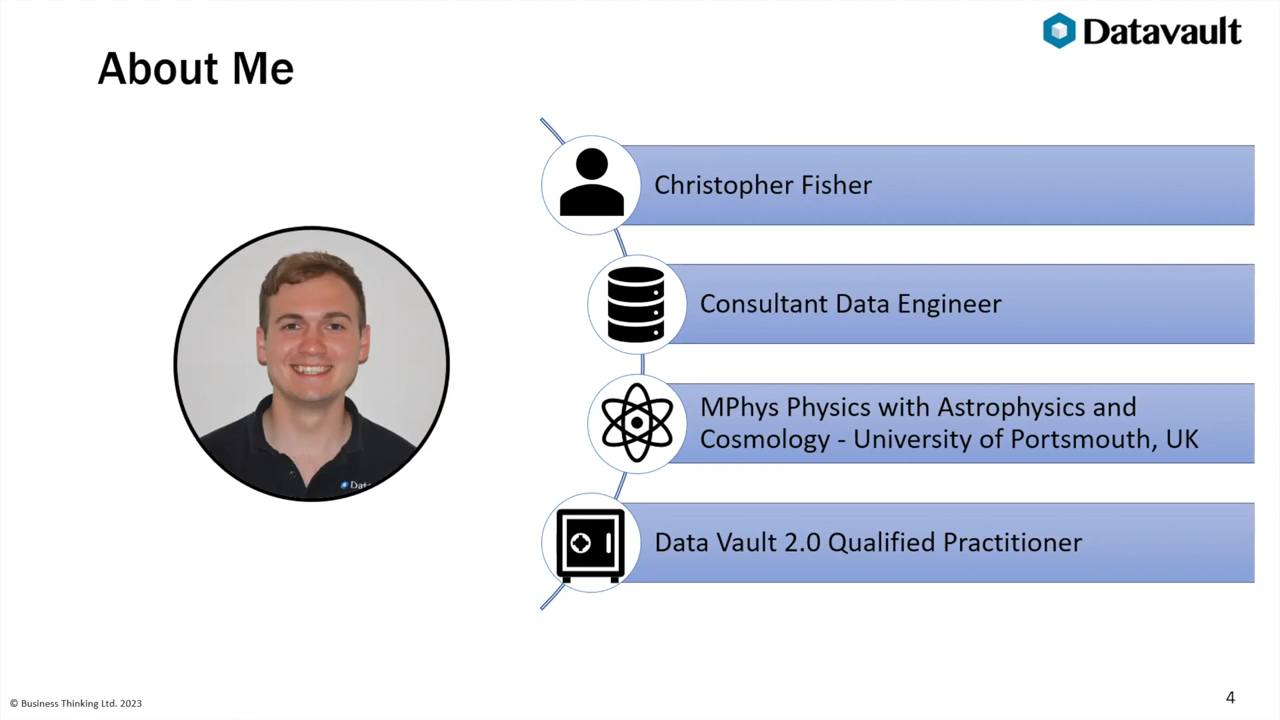 Datavault
About Me
Christopher Fisher
Consultant Data Engineer
MPhys Physics with Astrophysics and
Cosmology - University of Portsmouth, UK
Data Vault 2.0 Qualified Practitioner
© Business Thinking Ltd. 2023
4